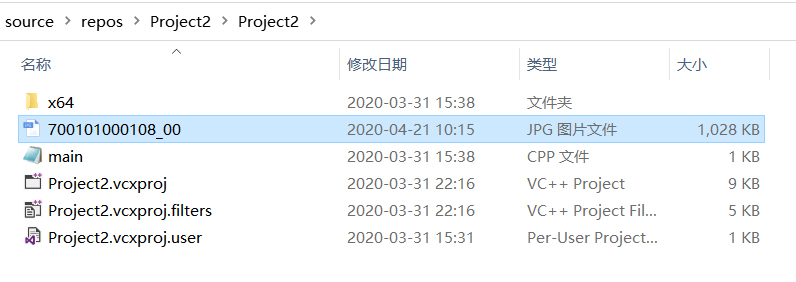 source > repos > Project2 > Project2 >
名称 修改日期 类型 大小
x64 2020-03-31 15:38 文件夹
700101000108_00 2020-04-21 10:15 JPG 图片文件 1,028 KB
main 2020-03-31 15:38 CPP 文件 1 KB
Project2.vcxproj 2020-03-31 22:16 VC++ Project 9 KB
Project2.vcxproj.filters 2020-03-31 22:16 VC++ Project Fil... 5 KB
Project2.vcxproj.user 2020-03-31 15:31 Per-User Project... 1 KB